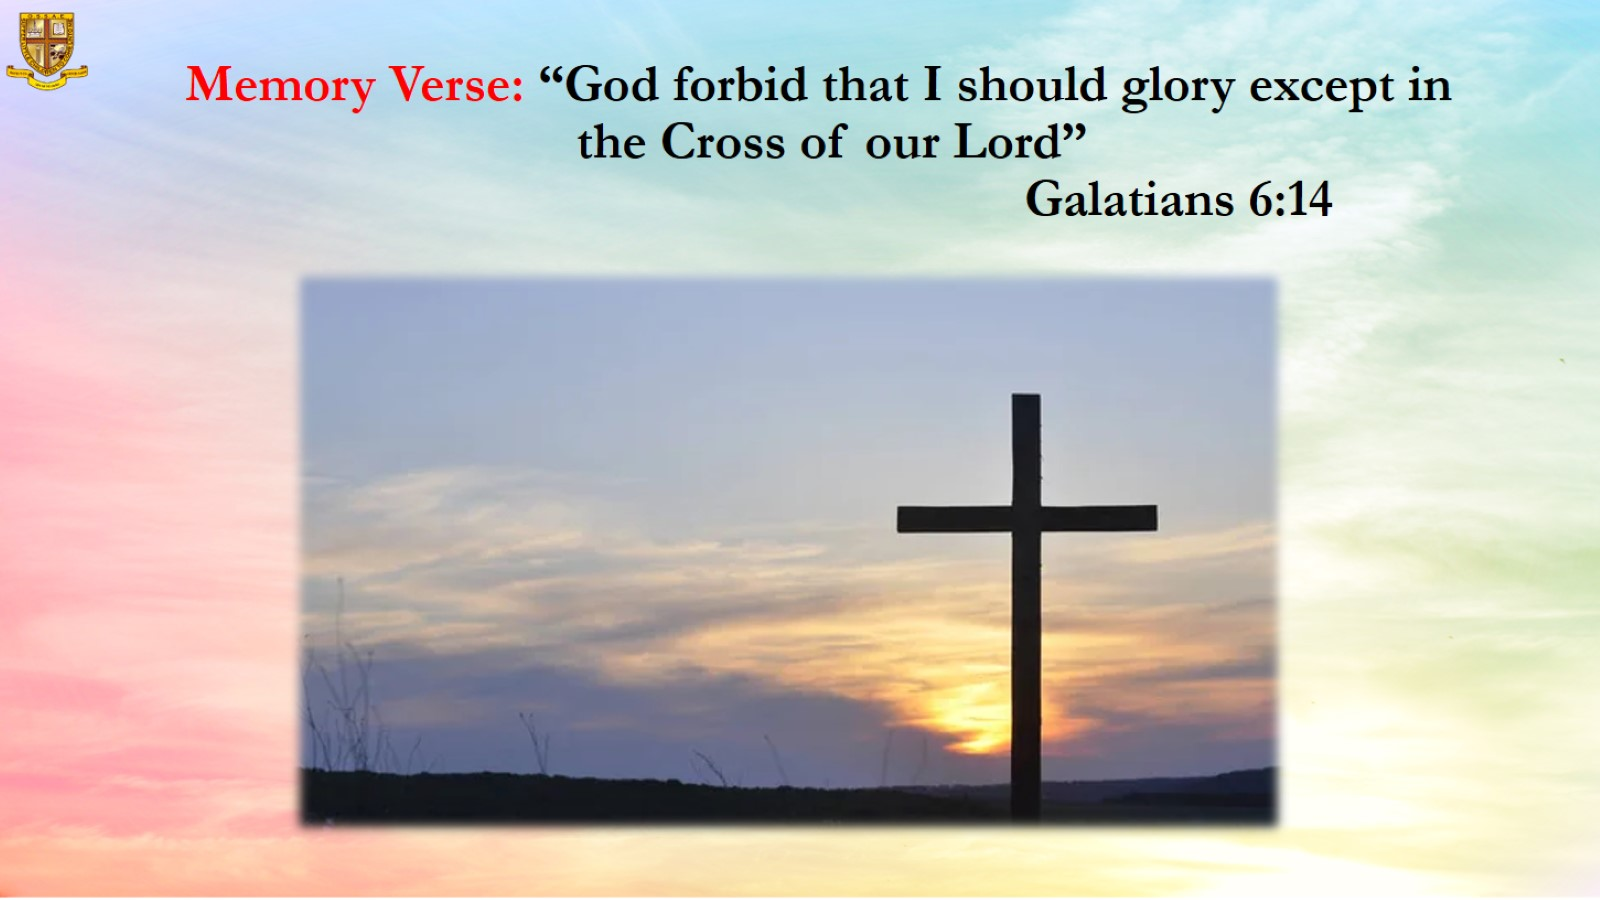 Memory Verse: “God forbid that I should glory except in
the Cross of our Lord”
Galatians 6:14